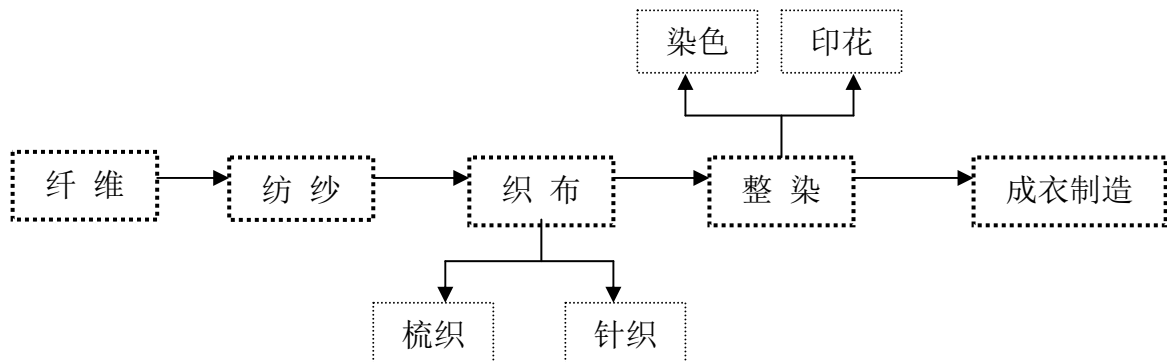 染色 印花
纤 维 纺 纱 织 布 整 染 成衣制造
梳织 针织